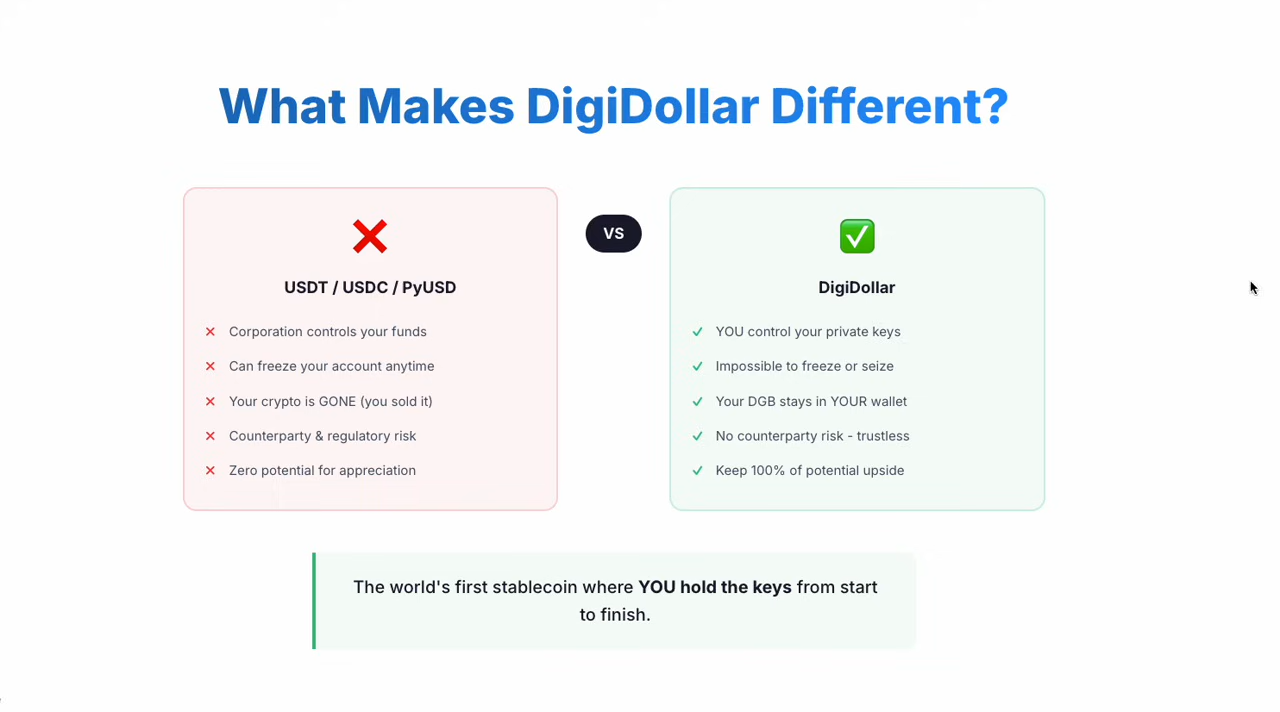 What Makes DigiDollar Different?
USDT / USDC / PyUSD
Corporation controls your funds
Can freeze your account anytime
Your crypto is GONE (you sold it)
Counterparty & regulatory risk
Zero potential for appreciation
VS
DigiDollar
YOU control your private keys
Impossible to freeze or seize
Your DGB stays in YOUR wallet
No counterparty risk - trustless
Keep 100% of potential upside
The world's first stablecoin where YOU hold the keys from start
to finish.